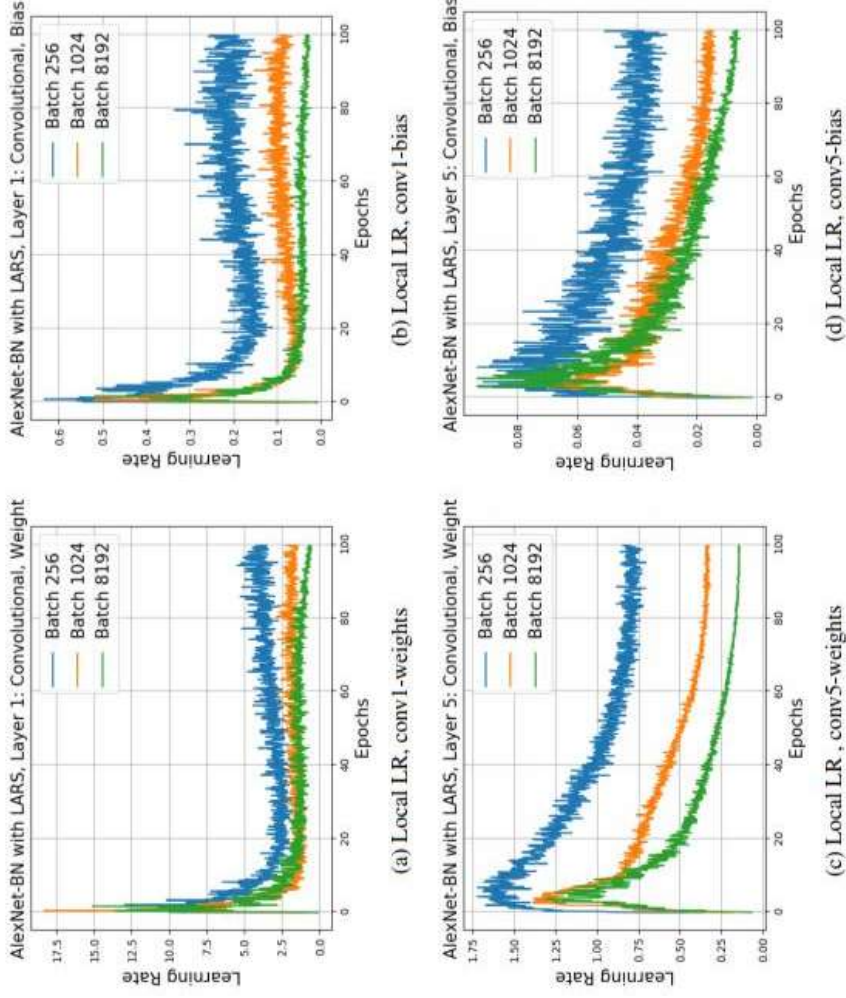 AlexNet-BN with LARS, Layer 1: Convolutional, Weight
17.5
15.0
12.5
10.0
7.5
5.0
2.5
0.0
Learning Rate
Batch 256
Batch 1024
Batch 8192
0 20 40 60 80 100
Epochs
(a) Local LR, conv1-weights
AlexNet-BN with LARS, Layer 1: Convolutional, Bias
0.6
0.5
0.4
0.3
0.2
0.1
0.0
Learning Rate
Batch 256
Batch 1024
Batch 8192
0 20 40 60 80 100
Epochs
(b) Local LR, conv1-bias
AlexNet-BN with LARS, Layer 5: Convolutional, Weight
1.75
1.50
1.25
1.00
0.75
0.50
0.25
0.00
Learning Rate
Batch 256
Batch 1024
Batch 8192
0 20 40 60 80 100
Epochs
(c) Local LR , conv5-weights
AlexNet-BN with LARS, Layer 5: Convolutional, Bias
0.08
0.06
0.04
0.02
0.00
Learning Rate
Batch 256
Batch 1024
Batch 8192
0 20 40 60 80 100
Epochs
(d) Local LR, conv5-bias